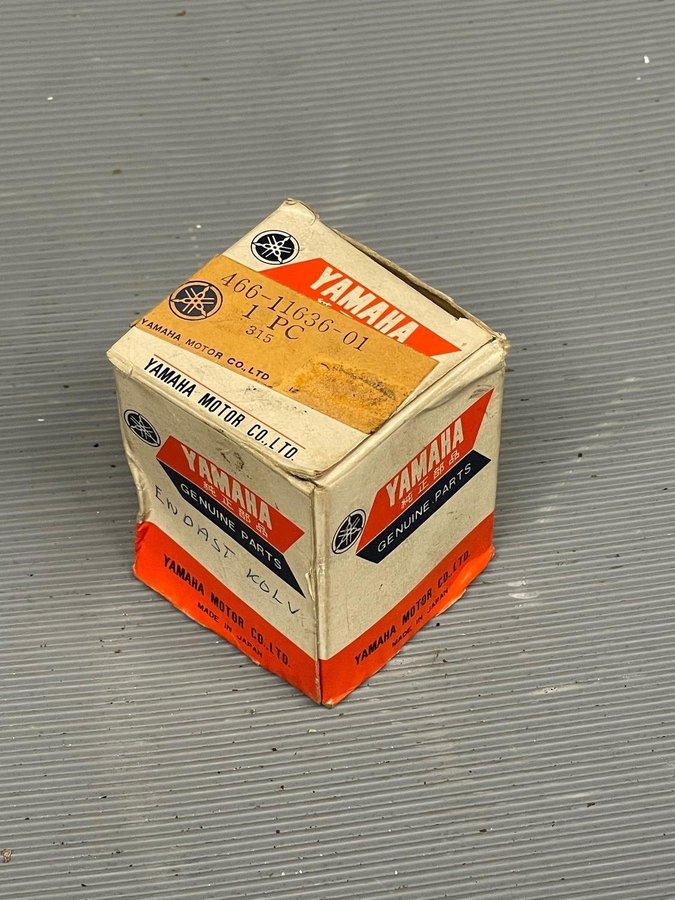 YAMAHA
466-11636-01
1 PC
315
YAMAHA MOTOR CO., LTD
YAMAHA MOTOR CO.,LTD.
YAMAHA
純正部品
GENUINE PARTS
ENDAST KOLV
YAMAHA MOTOR CO.,LTD.
MADE IN JAPAN
YAMAHA
純正部品
GENUINE PARTS
YAMAHA MOTOR CO.,LTD.
MADE IN JAPAN